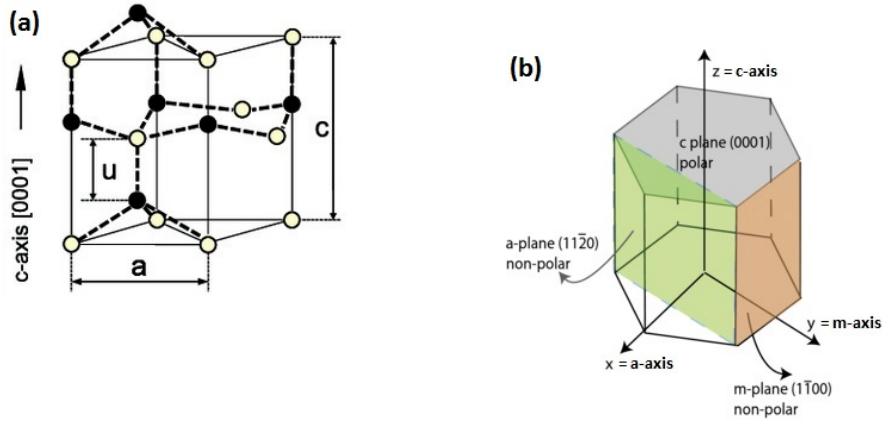 (a)
c-axis [0001]
u
c
a
(b)
z = c-axis
c plane (0001)
polar
a-plane (112̄0)
non-polar
y = m-axis
x = a-axis
m-plane (11̄00)
non-polar